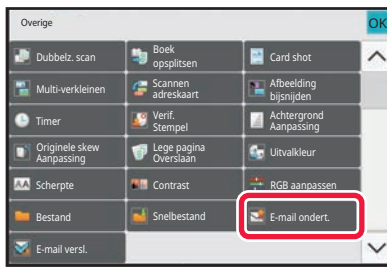 Overige
OK
Dubbelz. scan
Boek
opsplitsen
Card shot
Multi-verkleinen
Scannen
adreskaart
Afbeelding
bijsnijden
Timer
Verif.
Stempel
Achtergrond
Aanpassing
Originele skew
Aanpassing
Lege pagina
Overslaan
Uitvalkleur
Scherpte
Contrast
RGB aanpassen
Bestand
Snelbestand
E-mail ondert.
E-mail versl.